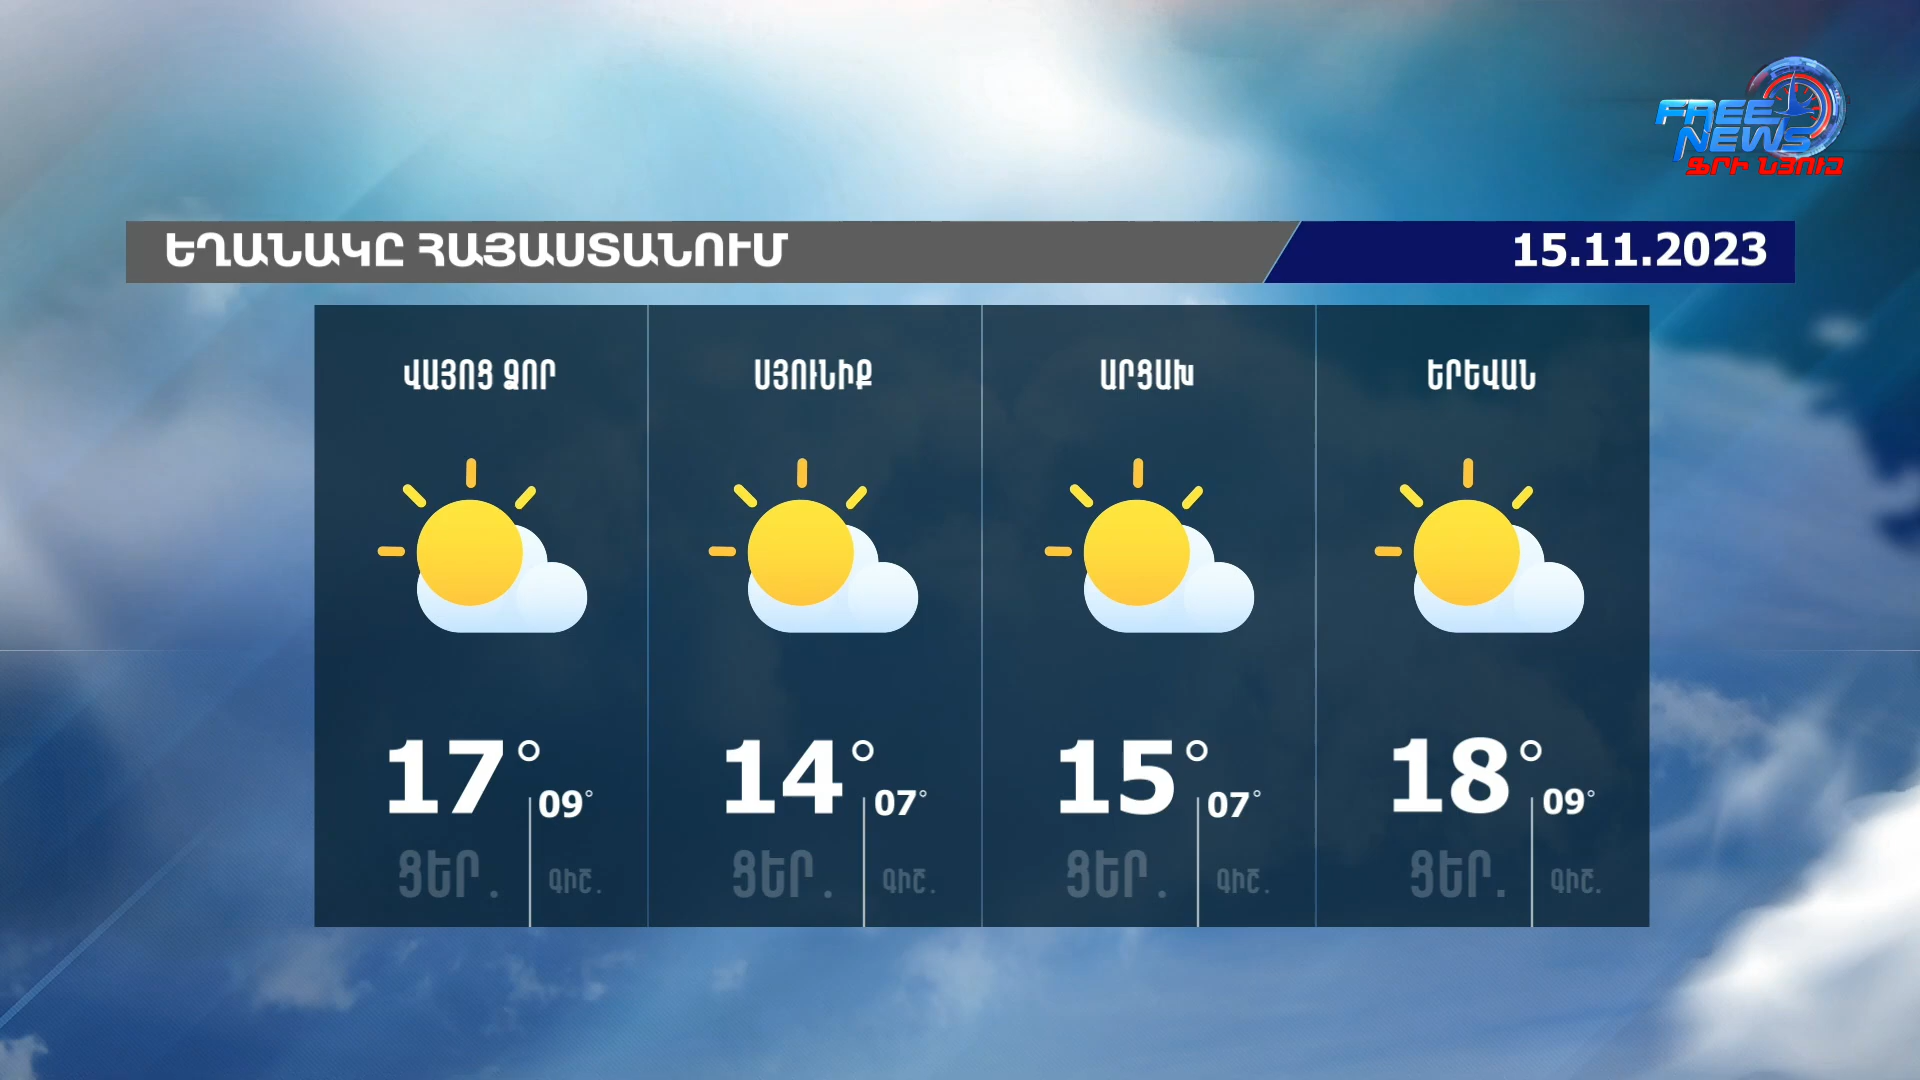 FREE
NEWS
ՖՐԻ ՆՅՈՒԶ
ԵՂԱՆԱԿԸ ՀԱՅԱՍՏԱՆՈՒՄ
15.11.2023
ՎԱՅՈՑ ՁՈՐ
17°
09°
ՑԵՐ.
ԳԻՇ.
ՍՅՈՒՆԻՔ
14°
07°
ՑԵՐ.
ԳԻՇ.
ԱՐՑԱԽ
15°
07°
ՑԵՐ.
ԳԻՇ.
ԵՐԵՎԱՆ
18°
09°
ՑԵՐ.
ԳԻՇ.